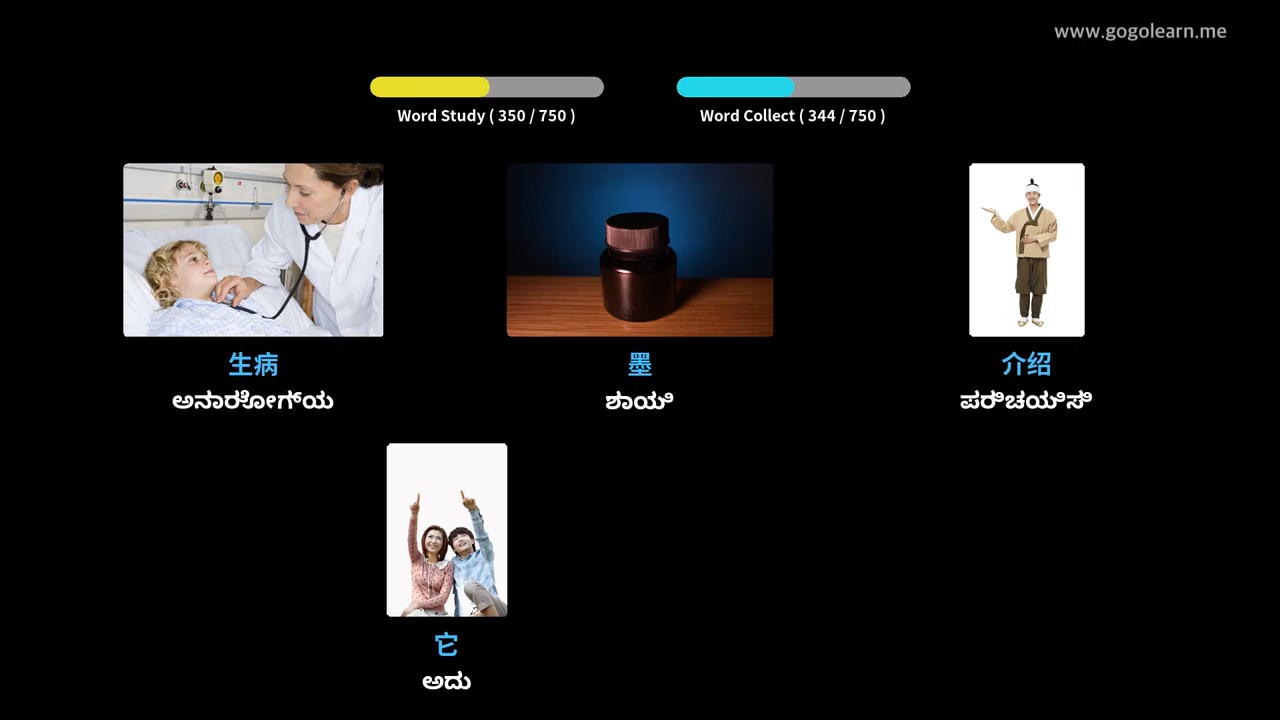 www.gogolearn.me
Word Study ( 350 / 750 )
Word Collect ( 344 / 750 )
生病
ಅನಾರೋಗ್ಯ
墨
ಶಾಯಿ
介绍
ಪರಿಚಯಿಸಿ
它
ಅದು